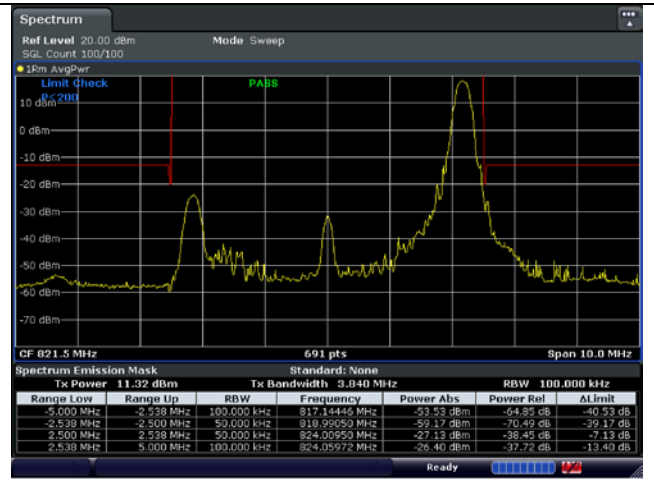 Spectrum
Ref Level 20.00 dBm Mode Sweep
SGL Count 100/100
1Rm AvgPwr
Limit Check PASS
P<200
10 dBm
0 dBm
-10 dBm
-20 dBm
-30 dBm
-40 dBm
-50 dBm
-60 dBm
-70 dBm
CF 821.5 MHz 691 pts Span 10.0 MHz
Spectrum Emission Mask Standard: None
Tx Power 11.32 dBm Tx Bandwidth 3.840 MHz RBW 100.000 kHz
Range Low Range Up RBW Frequency Power Abs Power Rel ΔLimit
-5.000 MHz -2.538 MHz 100.000 kHz 817.14446 MHz -53.53 dBm -64.85 dB -40.53 dB
-2.538 MHz -2.500 MHz 50.000 kHz 818.99050 MHz -59.17 dBm -70.49 dB -39.17 dB
2.500 MHz 2.538 MHz 50.000 kHz 824.00950 MHz -27.13 dBm -38.45 dB -7.13 dB
2.538 MHz 5.000 MHz 100.000 kHz 824.05972 MHz -26.40 dBm -37.72 dB -13.40 dB
Ready